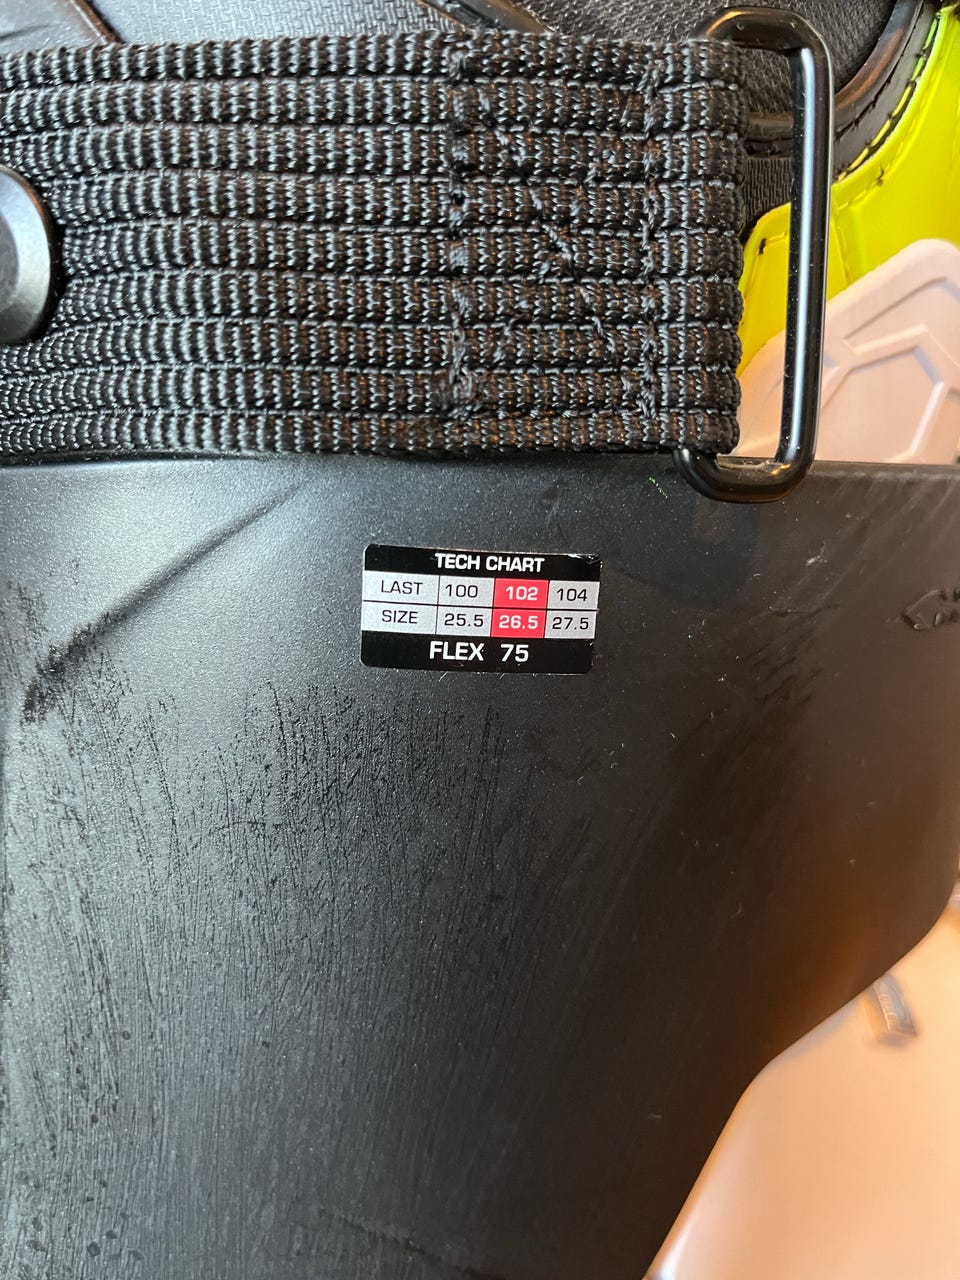 TECH CHART
LAST 100 102 104
SIZE 25.5 26.5 27.5
FLEX 75